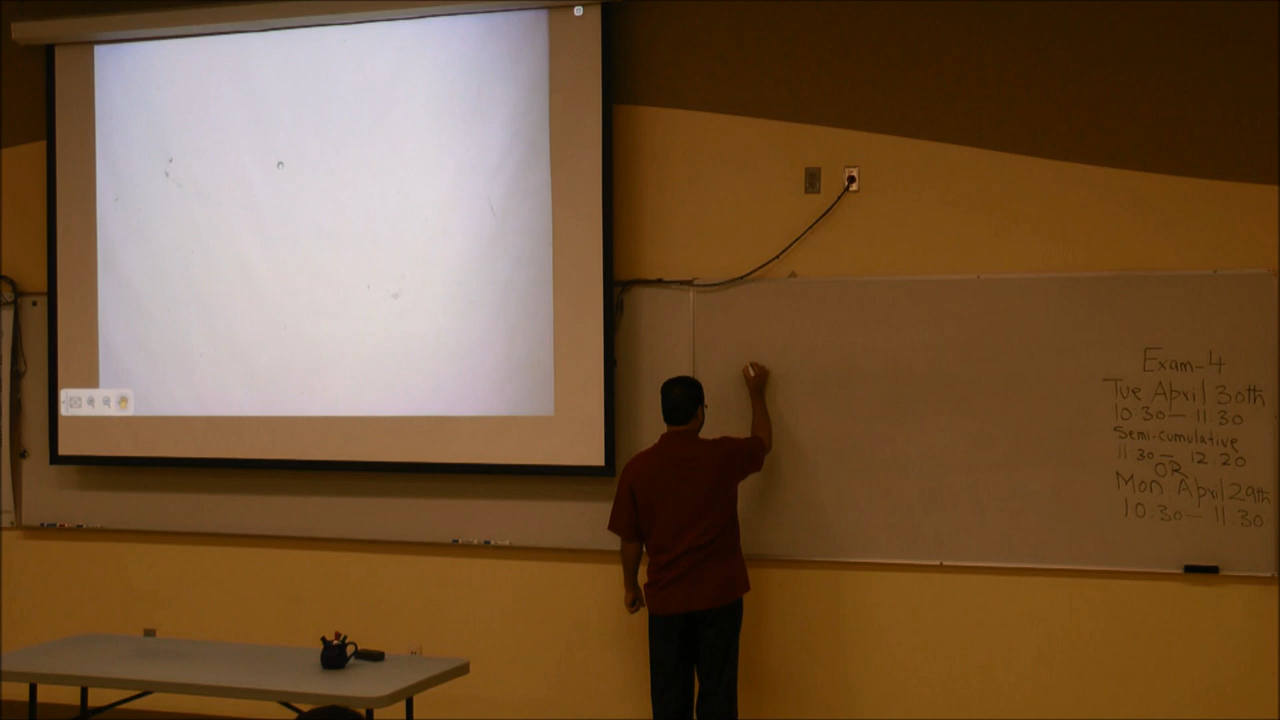 Exam-4
Tue April 30th
10:30 - 11:30
Semi-cumulative
11:30 - 12:20
OR
Mon April 29th
10:30 - 11:30